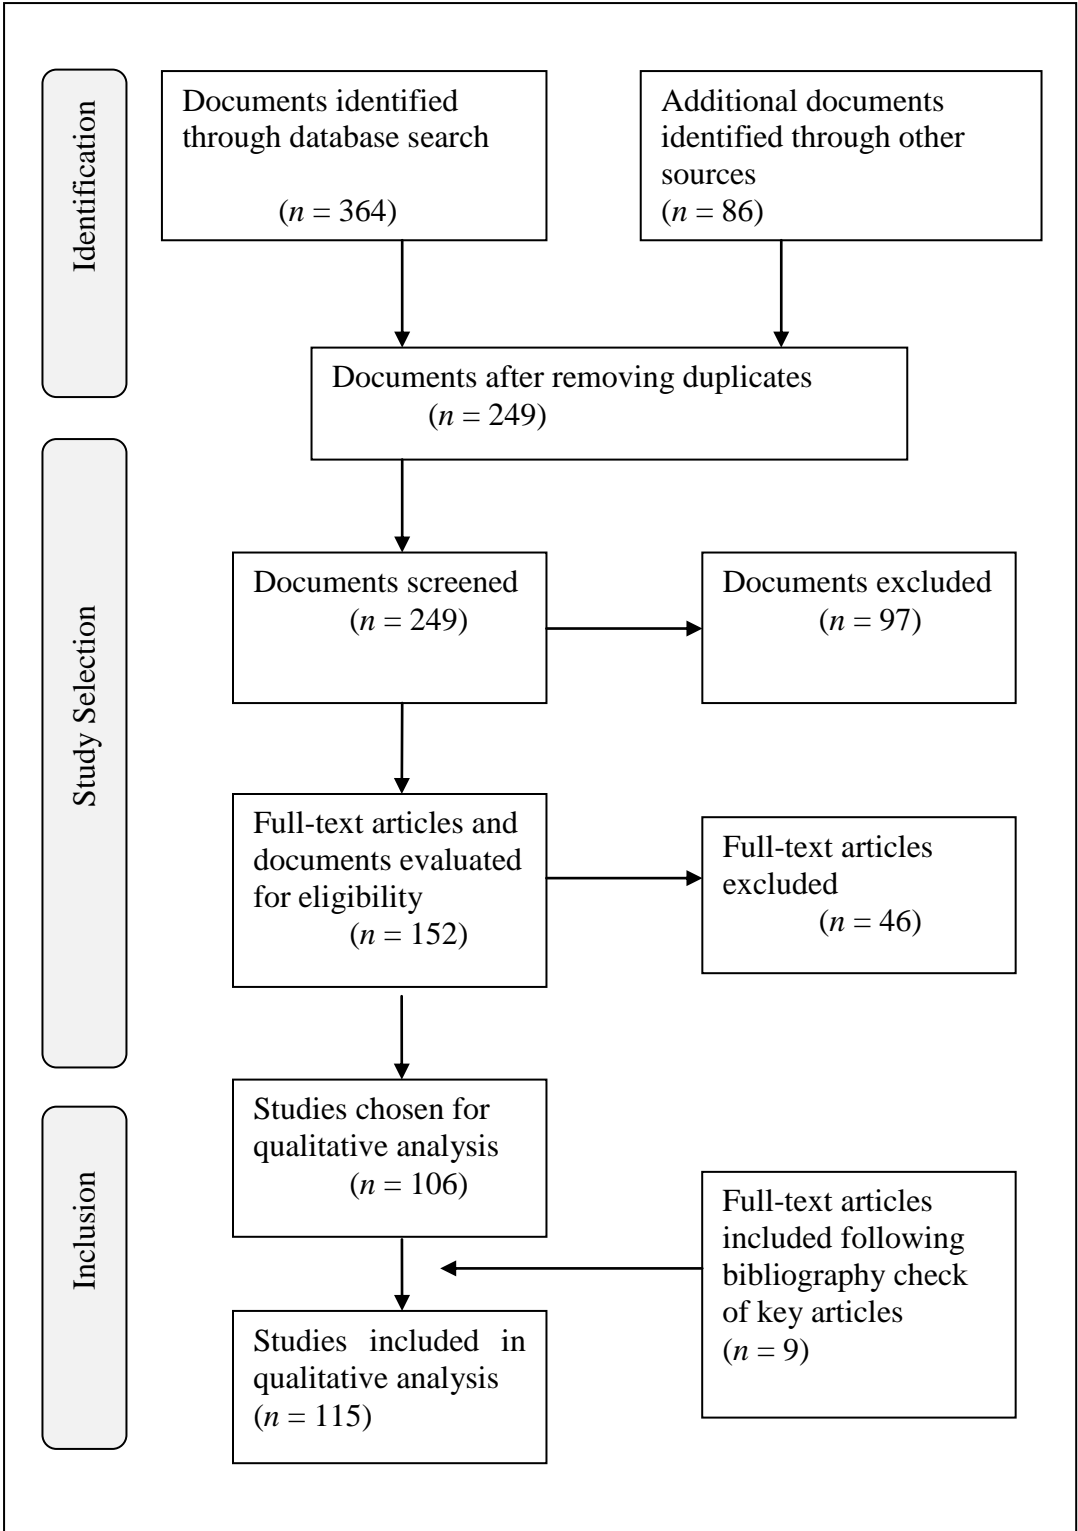 Identification
Documents identified
through database search
(n = 364)
Additional documents
identified through other
sources
(n = 86)
Documents after removing duplicates
(n = 249)
Study Selection
Documents screened
(n = 249)
Documents excluded
(n = 97)
Full-text articles and
documents evaluated
for eligibility
(n = 152)
Full-text articles
excluded
(n = 46)
Inclusion
Studies chosen for
qualitative analysis
(n = 106)
Full-text articles
included following
bibliography check
of key articles
(n = 9)
Studies included in
qualitative analysis
(n = 115)